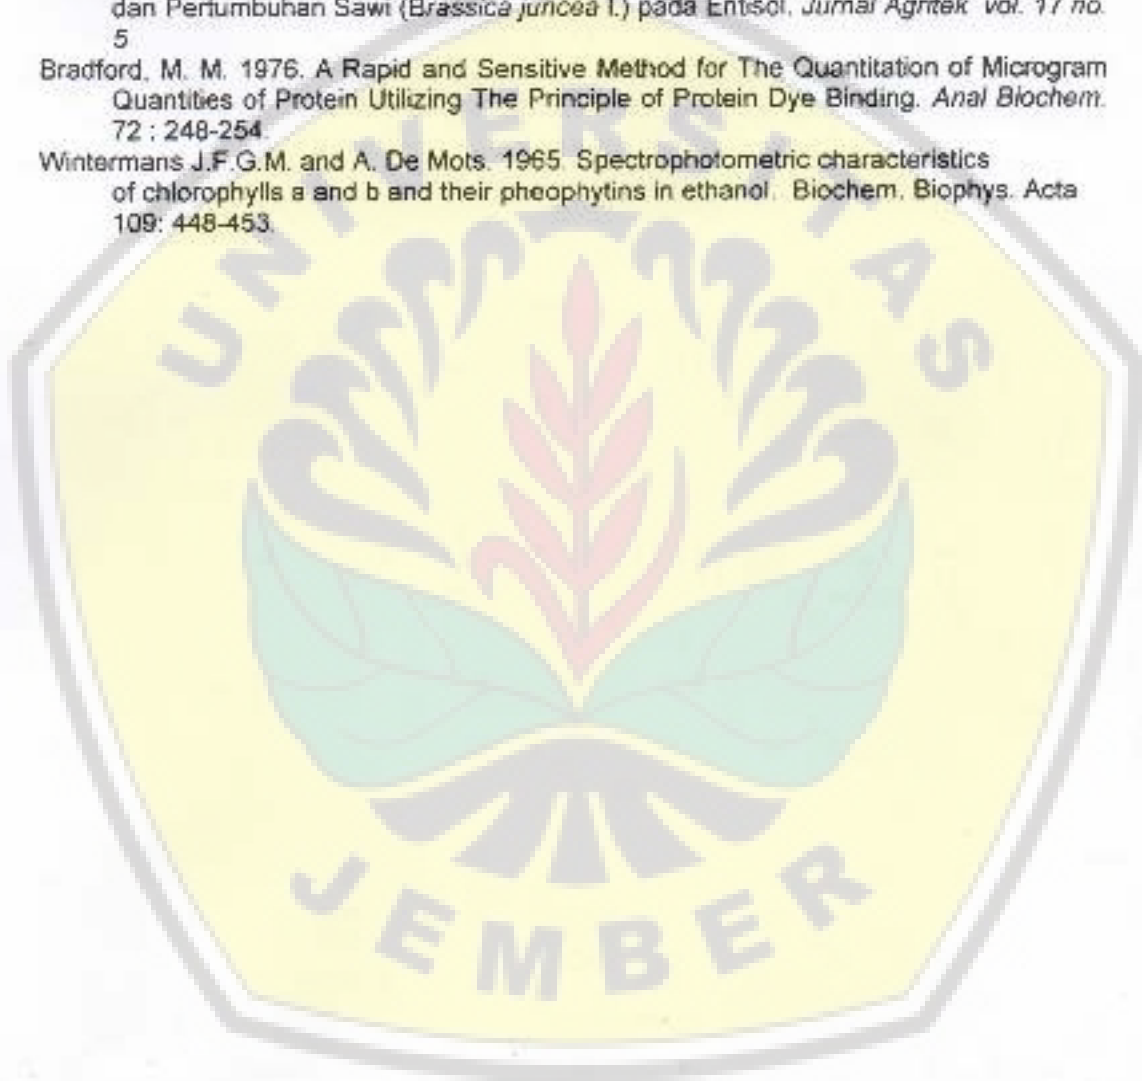 dan Pertumbuhan Sawi (Brassica juncea l.) pada Entisol. Jurnal Agritek vol. 17 no.
5
Bradford, M. M. 1976. A Rapid and Sensitive Method for The Quantitation of Microgram
Quantities of Protein Utilizing The Principle of Protein Dye Binding. Anal Biochem.
72 : 248-254.
Wintermans J.F.G.M. and A. De Mots. 1965. Spectrophotometric characteristics
of chlorophylls a and b and their pheophytins in ethanol. Biochem. Biophys. Acta
109: 448-453.
UNIVERSITAS
JEMBER